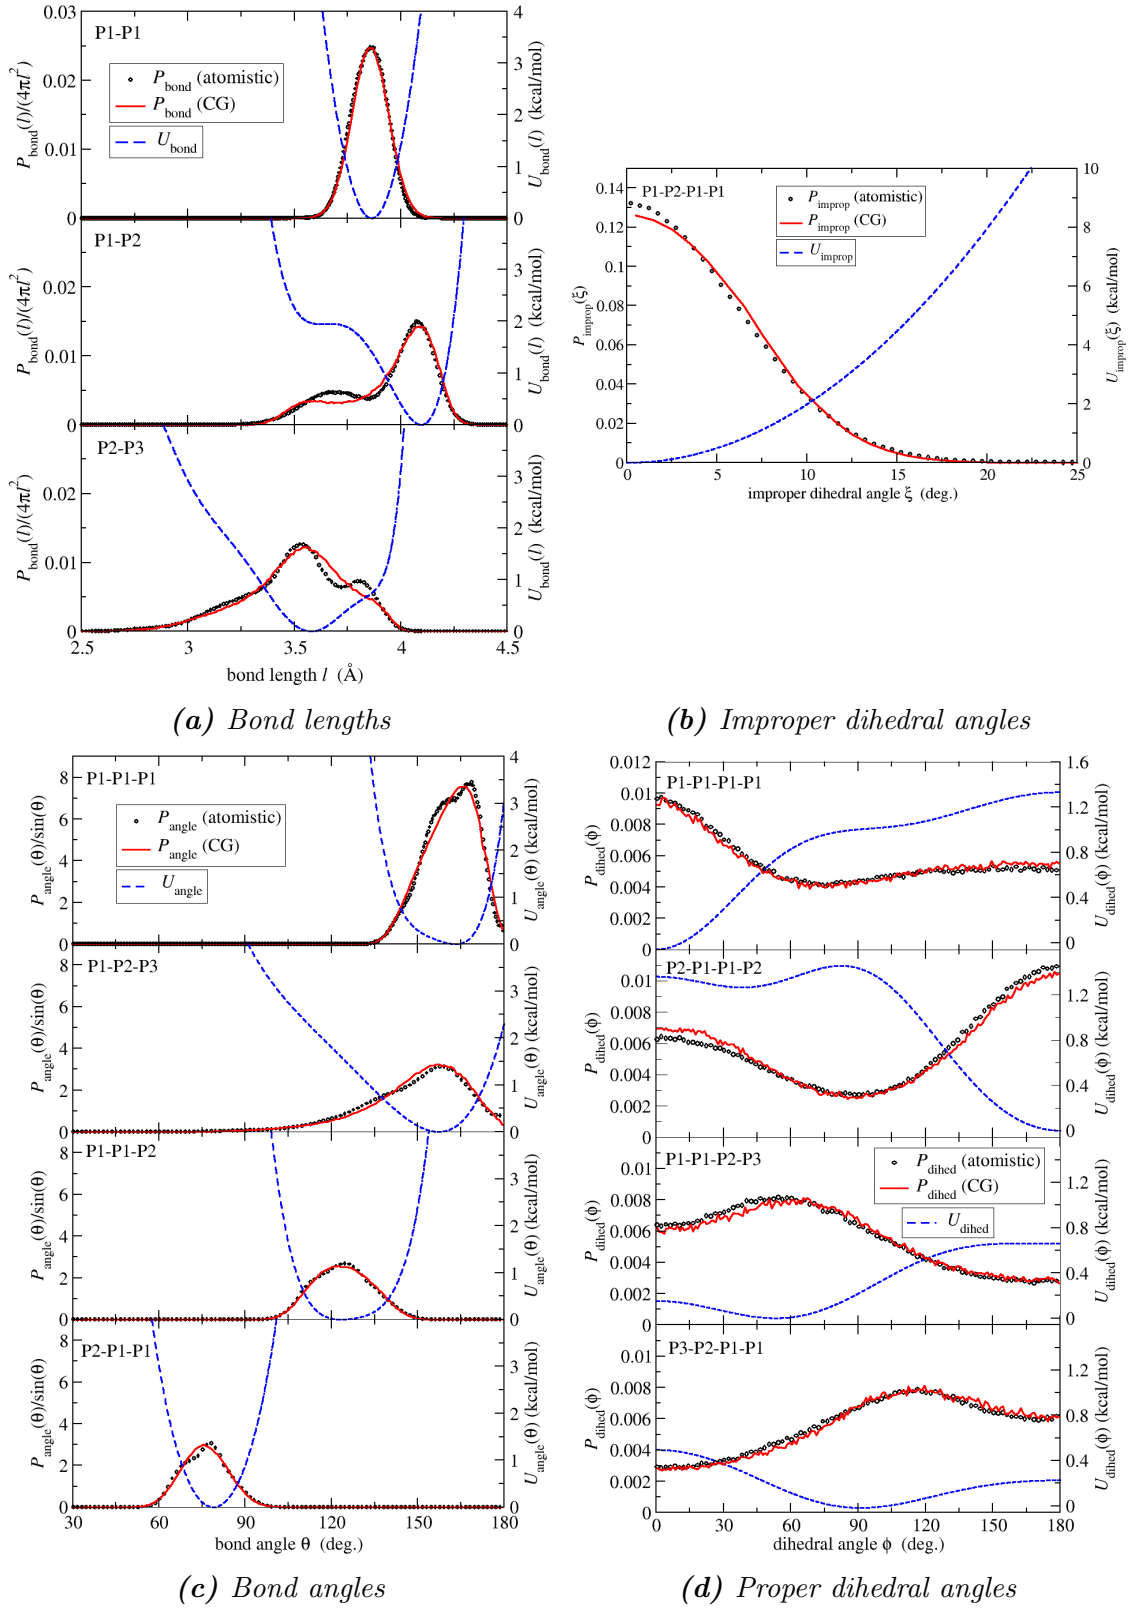 P1-P1
P_bond (atomistic)
P_bond (CG)
U_bond
0.03
0.02
0.01
0
P_bond(l)/(4πl²)
4
3
2
1
0
U_bond(l) (kcal/mol)
P1-P2
0.02
0.01
0
P_bond(l)/(4πl²)
3
2
1
0
U_bond(l) (kcal/mol)
P2-P3
0.02
0.01
0
P_bond(l)/(4πl²)
3
2
1
0
U_bond(l) (kcal/mol)
2.5 3 3.5 4 4.5
bond length l (Å)
(a) Bond lengths
P1-P2-P1-P1
P_improp (atomistic)
P_improp (CG)
U_improp
0.14
0.12
0.1
0.08
0.06
0.04
0.02
0
P_improp(ξ)
10
8
6
4
2
0
U_improp(ξ) (kcal/mol)
0 5 10 15 20 25
improper dihedral angle ξ (deg.)
(b) Improper dihedral angles
P1-P1-P1
P_angle (atomistic)
P_angle (CG)
U_angle
8
6
4
2
0
P_angle(θ)/sin(θ)
4
3
2
1
0
U_angle(θ) (kcal/mol)
P1-P2-P3
8
6
4
2
0
P_angle(θ)/sin(θ)
3
2
1
0
U_angle(θ) (kcal/mol)
P1-P1-P2
8
6
4
2
0
P_angle(θ)/sin(θ)
3
2
1
0
U_angle(θ) (kcal/mol)
P2-P1-P1
8
6
4
2
0
P_angle(θ)/sin(θ)
3
2
1
0
U_angle(θ) (kcal/mol)
30 60 90 120 150 180
bond angle θ (deg.)
(c) Bond angles
P1-P1-P1-P1
0.012
0.01
0.008
0.006
0.004
0.002
0
P_dihed(ϕ)
1.6
1.2
0.8
0.4
0
U_dihed(ϕ) (kcal/mol)
P2-P1-P1-P2
0.01
0.008
0.006
0.004
0.002
0
P_dihed(ϕ)
1.2
0.8
0.4
0
U_dihed(ϕ) (kcal/mol)
P1-P1-P2-P3
P_dihed (atomistic)
P_dihed (CG)
U_dihed
0.01
0.008
0.006
0.004
0.002
0
P_dihed(ϕ)
1.2
0.8
0.4
0
U_dihed(ϕ) (kcal/mol)
P3-P2-P1-P1
0.01
0.008
0.006
0.004
0.002
0
P_dihed(ϕ)
1.2
0.8
0.4
0
U_dihed(ϕ) (kcal/mol)
0 30 60 90 120 150 180
dihedral angle ϕ (deg.)
(d) Proper dihedral angles